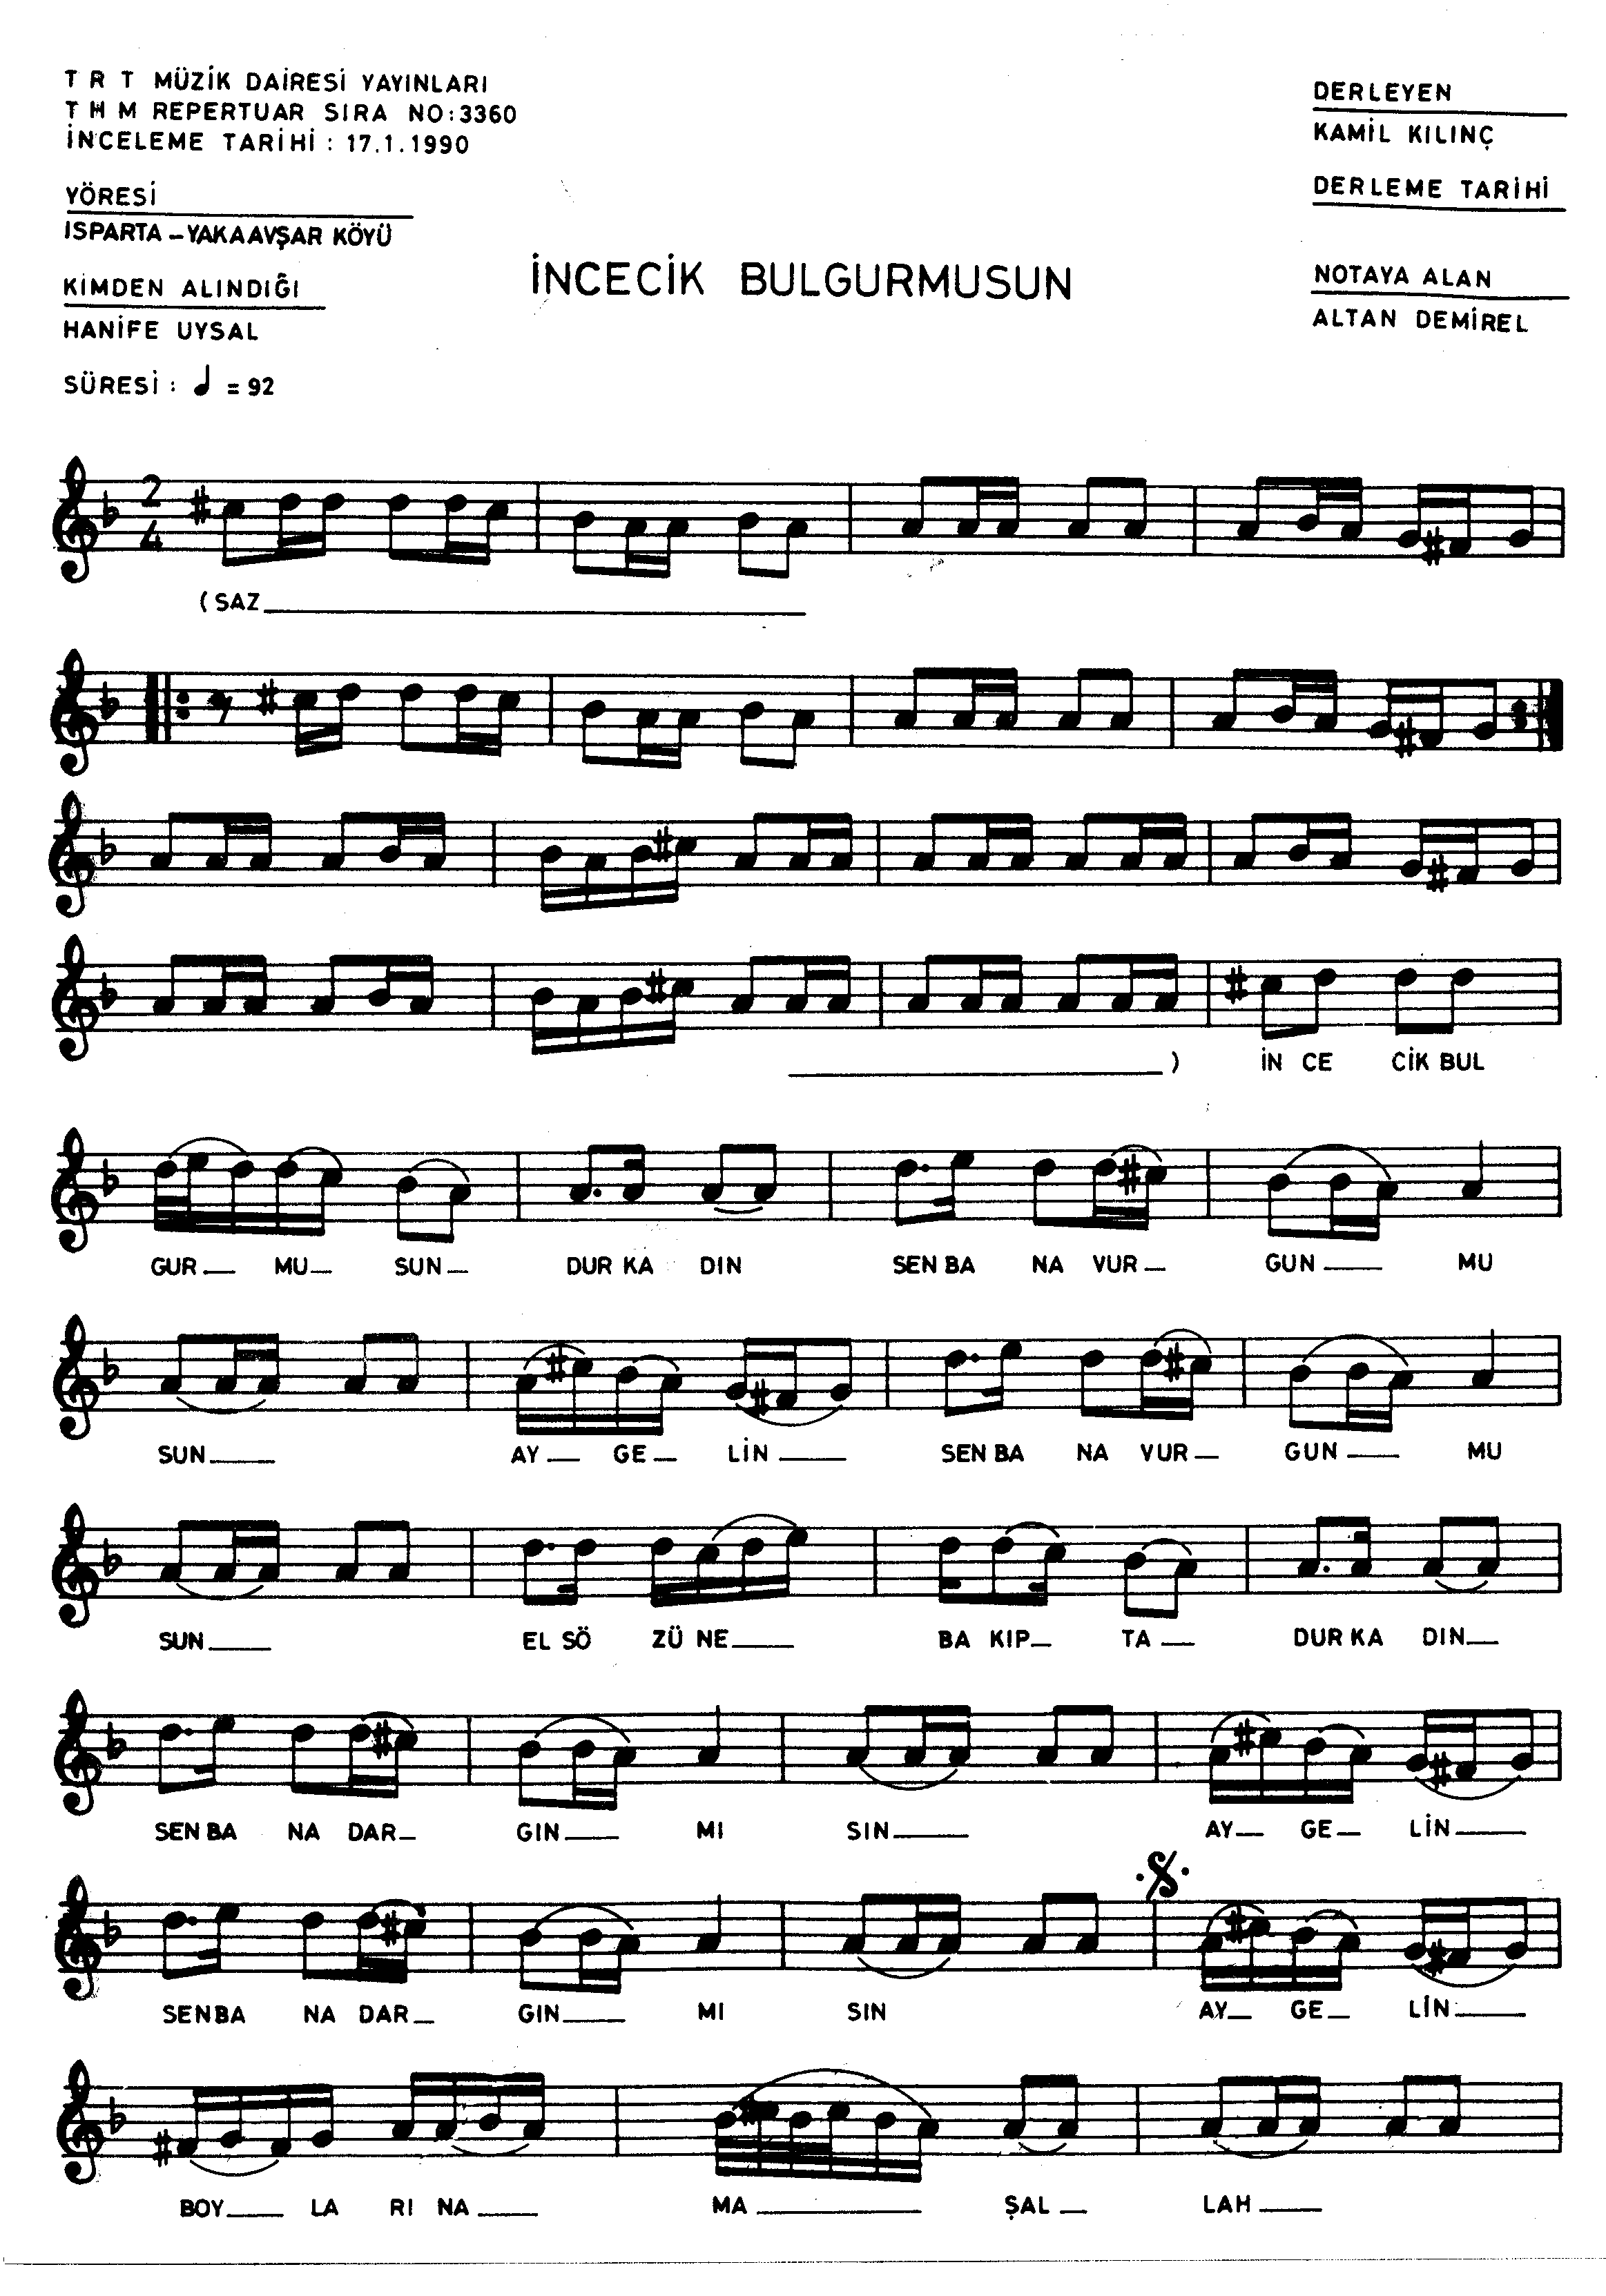 T R T MÜZİK DAİRESİ YAYINLARI
T H M REPERTUAR SIRA NO:3360
İNCELEME TARİHİ : 17.1.1990
YÖRESİ
ISPARTA – YAKAAVŞAR KÖYÜ
KİMDEN ALINDIĞI
HANİFE UYSAL
SÜRESİ : ♩ = 92
İNCECİK BULGURMUSUN
DERLEYEN
KAMİL KILINÇ
DERLEME TARİHİ
NOTAYA ALAN
ALTAN DEMİREL
2
4
( SAZ
) İN CE CİK BUL
GUR MU SUN DUR KA DIN SEN BA NA VUR GUN MU
SUN AY GE LİN SEN BA NA VUR GUN MU
SUN EL SÖ ZÜ NE BA KIP TA DUR KA DIN
SEN BA NA DAR GIN MI SIN AY GE LİN
SEN BA NA DAR GIN MI SIN AY GE LİN
BOY LA RI NA MA ŞAL LAH